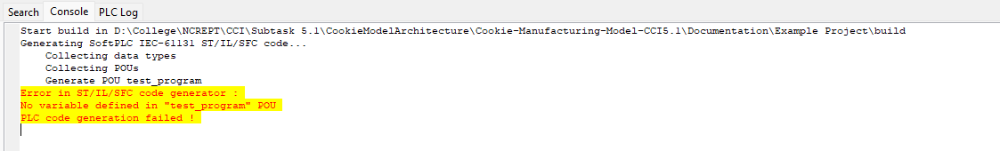 Search Console PLC Log
Start build in D:\College\NCREPT\CCI\Subtask 5.1\CookieModelArchitecture\Cookie-Manufacturing-Model-CCI5.1\Documentation\Example Project\build
Generating SoftPLC IEC-61131 ST/IL/SFC code...
Collecting data types
Collecting POUs
Generate POU test_program
Error in ST/IL/SFC code generator :
No variable defined in "test_program" POU
PLC code generation failed !